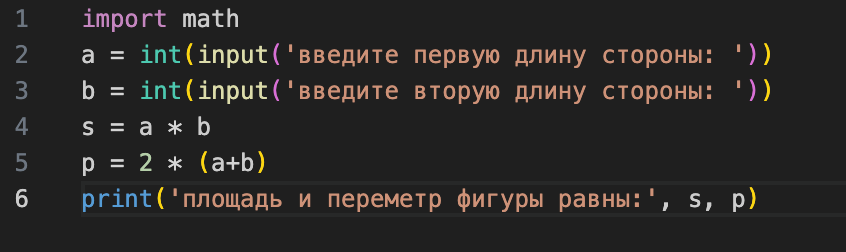 1 import math
2 a = int(input('введите первую длину стороны: '))
3 b = int(input('введите вторую длину стороны: '))
4 s = a * b
5 p = 2 * (a+b)
6 print('площадь и переметр фигуры равны:', s, p)